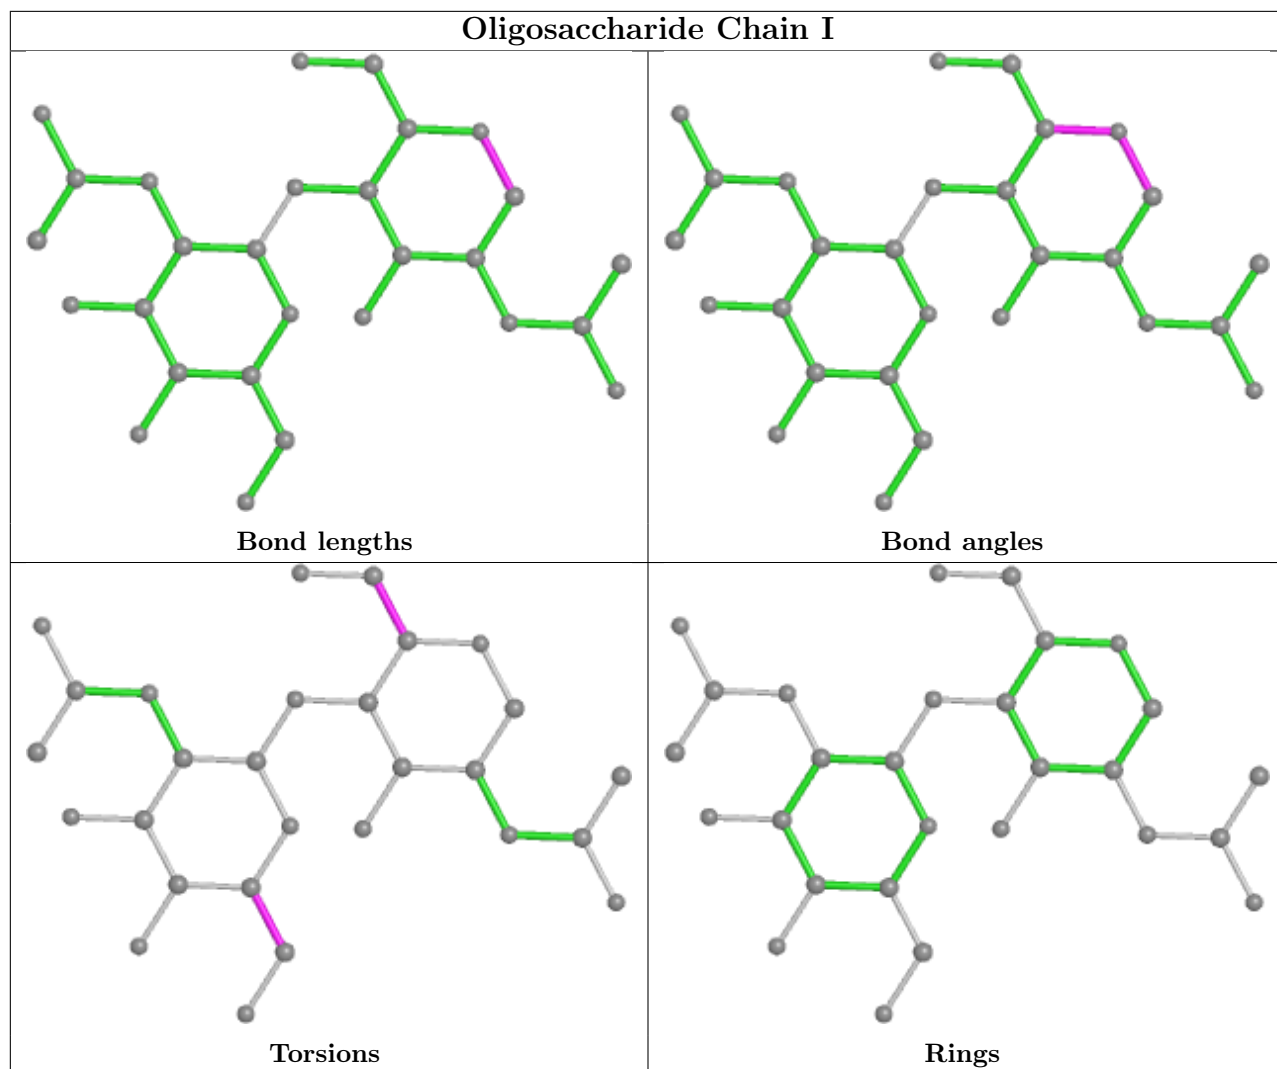 Oligosaccharide Chain I
Bond lengths
Bond angles
Torsions
Rings